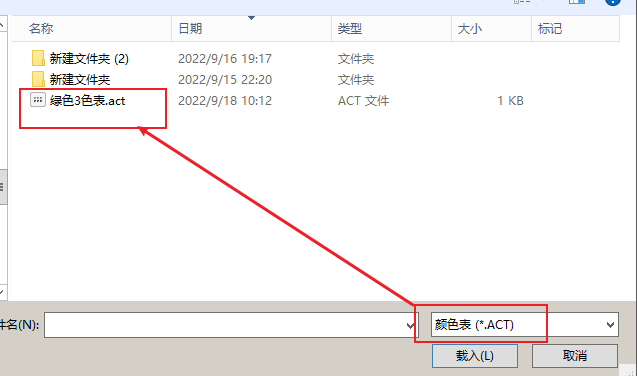 名称 日期 类型 大小 标记
新建文件夹 (2) 2022/9/16 19:17 文件夹
新建文件夹 2022/9/15 22:20 文件夹
绿色3色表.act 2022/9/18 10:12 ACT 文件 1 KB
件名(N): 颜色表 (*.ACT)
载入(L) 取消